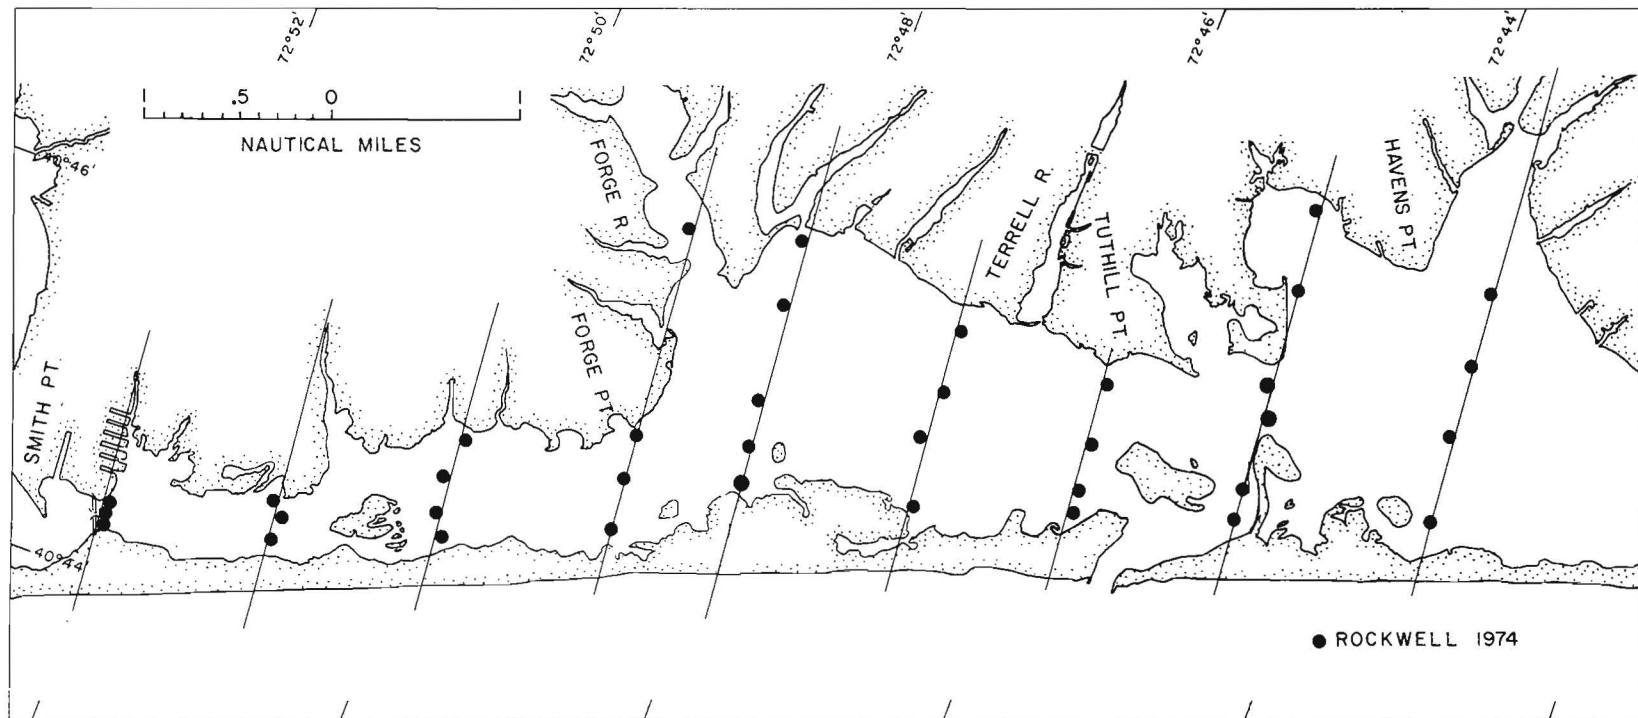 72°52'
72°50'
72°48'
72°46'
72°44'
.5 0
NAUTICAL MILES
40°46'
FORGE R.
TERRELL R.
TUTHILL PT.
HAVENS PT.
SMITH PT.
FORGE PT.
40°44'
ROCKWELL 1974